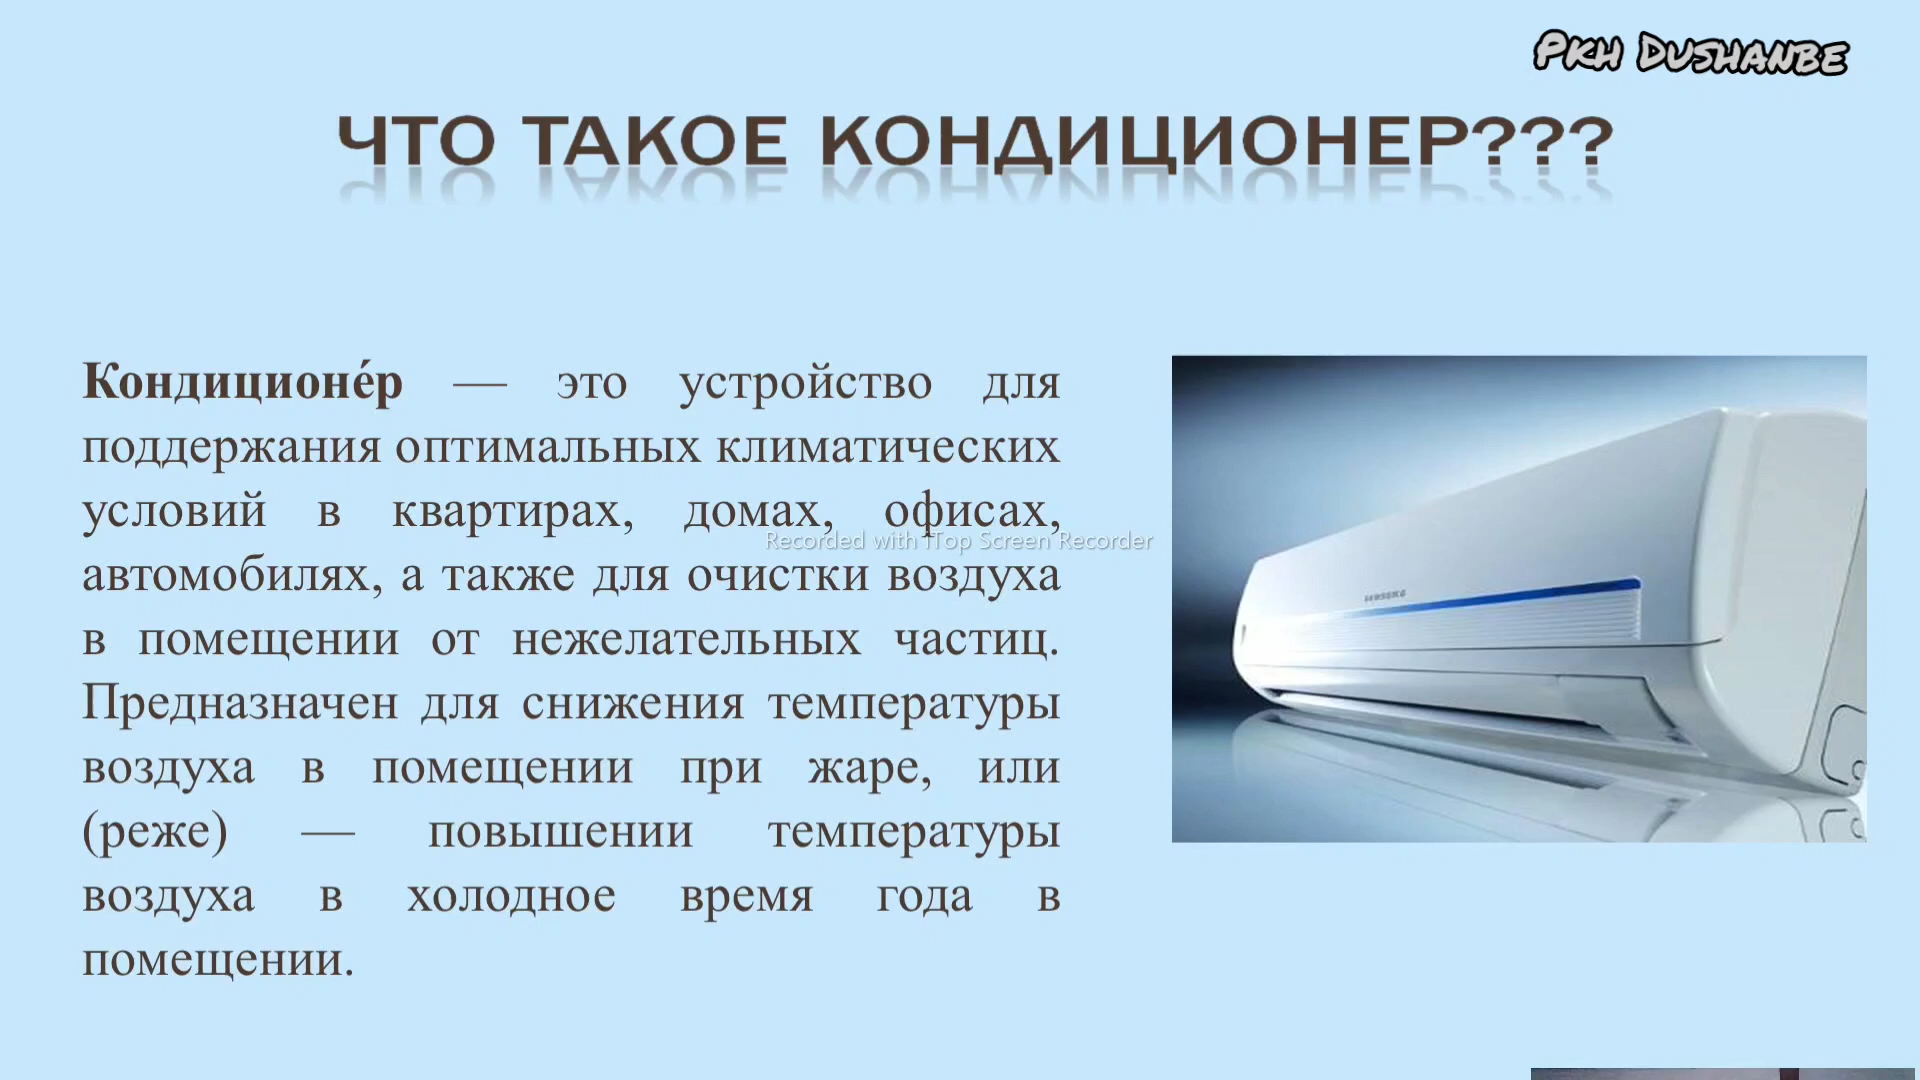 Pkh Dushanbe
ЧТО ТАКОЕ КОНДИЦИОНЕР???
Кондиционе́р — это устройство для
поддержания оптимальных климатических
условий в квартирах, домах, офисах,
Recorded with iTop Screen Recorder
автомобилях, а также для очистки воздуха
в помещении от нежелательных частиц.
Предназначен для снижения температуры
воздуха в помещении при жаре, или
(реже) — повышении температуры
воздуха в холодное время года в
помещении.
SAMSUNG